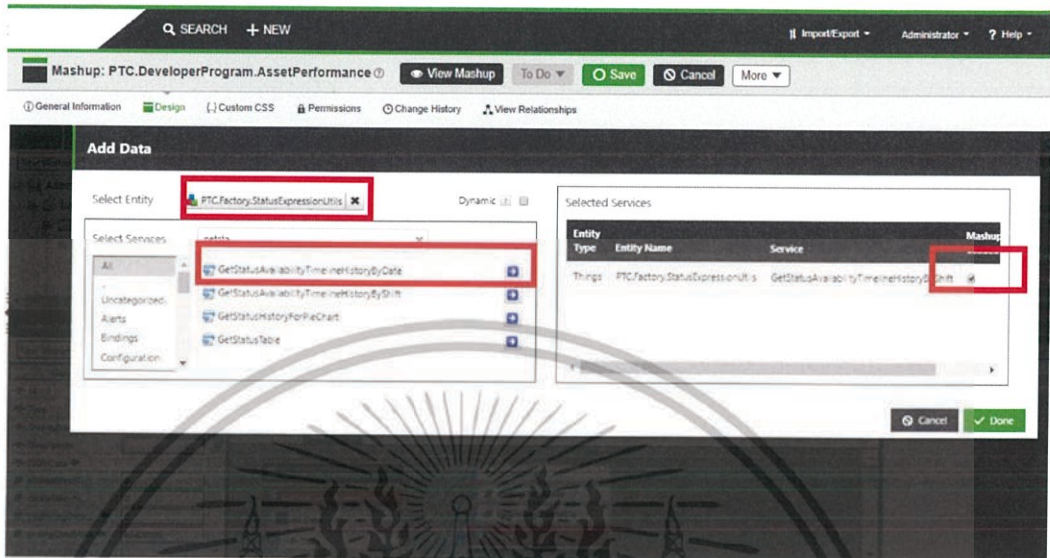 SEARCH + NEW
Import/Export
Administrator
? Help
Mashup: PTC.DeveloperProgram.AssetPerformance
View Mashup
To Do
Save
Cancel
More
General Information
Design
Custom CSS
Permissions
Change History
View Relationships
Add Data
Select Entity
PTC.Factory.StatusExpressionUtils
Dynamic
Selected Services
Select Services
getsta
All
Uncategorized
Alerts
Bindings
Configuration
GetStatusAvailabilityTimelineHistoryByDate
GetStatusAvailabilityTimelineHistoryByShift
GetStatusHistoryForPieChart
GetStatusTable
Entity Type
Entity Name
Service
Mashup
Things
PTC.Factory.StatusExpressionUtils
GetStatusAvailabilityTimelineHistoryByShift
Cancel
Done